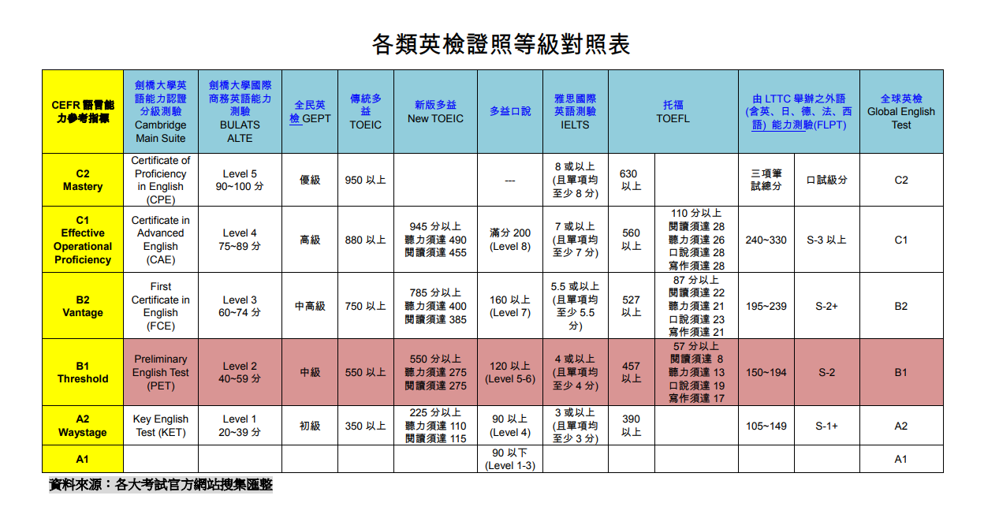 各類英檢證照等級對照表
CEFR 語言能
力參考指標
劍橋大學英
語能力認證
分級測驗
Cambridge
Main Suite
劍橋大學國際
商務英語能力
測驗
BULATS
ALTE
全民英
檢 GEPT
傳統多
益
TOEIC
新版多益
New TOEIC
多益口說
雅思國際
英語測驗
IELTS
托福
TOEFL
由 LTTC 舉辦之外語
(含英、日、德、法、西
語) 能力測驗(FLPT)
全球英檢
Global English
Test
C2
Mastery
Certificate of
Proficiency
in English
(CPE)
Level 5
90~100 分
優級
950 以上
---
8 或以上
(且單項均
至少 8 分)
630
以上
三項筆
試總分
口試級分
C2
C1
Effective
Operational
Proficiency
Certificate in
Advanced
English
(CAE)
Level 4
75~89 分
高級
880 以上
945 分以上
聽力須達 490
閱讀須達 455
滿分 200
(Level 8)
7 或以上
(且單項均
至少 7 分)
560
以上
110 分以上
閱讀須達 28
聽力須達 26
口說須達 28
寫作須達 28
240~330
S-3 以上
C1
B2
Vantage
First
Certificate in
English
(FCE)
Level 3
60~74 分
中高級
750 以上
785 分以上
聽力須達 400
閱讀須達 385
160 以上
(Level 7)
5.5 或以上
(且單項均
至少 5.5
分)
527
以上
87 分以上
閱讀須達 22
聽力須達 21
口說須達 23
寫作須達 21
195~239
S-2+
B2
B1
Threshold
Preliminary
English Test
(PET)
Level 2
40~59 分
中級
550 以上
550 分以上
聽力須達 275
閱讀須達 275
120 以上
(Level 5-6)
4 或以上
(且單項均
至少 4 分)
457
以上
57 分以上
閱讀須達 8
聽力須達 13
口說須達 19
寫作須達 17
150~194
S-2
B1
A2
Waystage
Key English
Test (KET)
Level 1
20~39 分
初級
350 以上
225 分以上
聽力須達 110
閱讀須達 115
90 以上
(Level 4)
3 或以上
(且單項均
至少 3 分)
390
以上
105~149
S-1+
A2
A1
90 以下
(Level 1-3)
A1
資料來源：各大考試官方網站搜集匯整